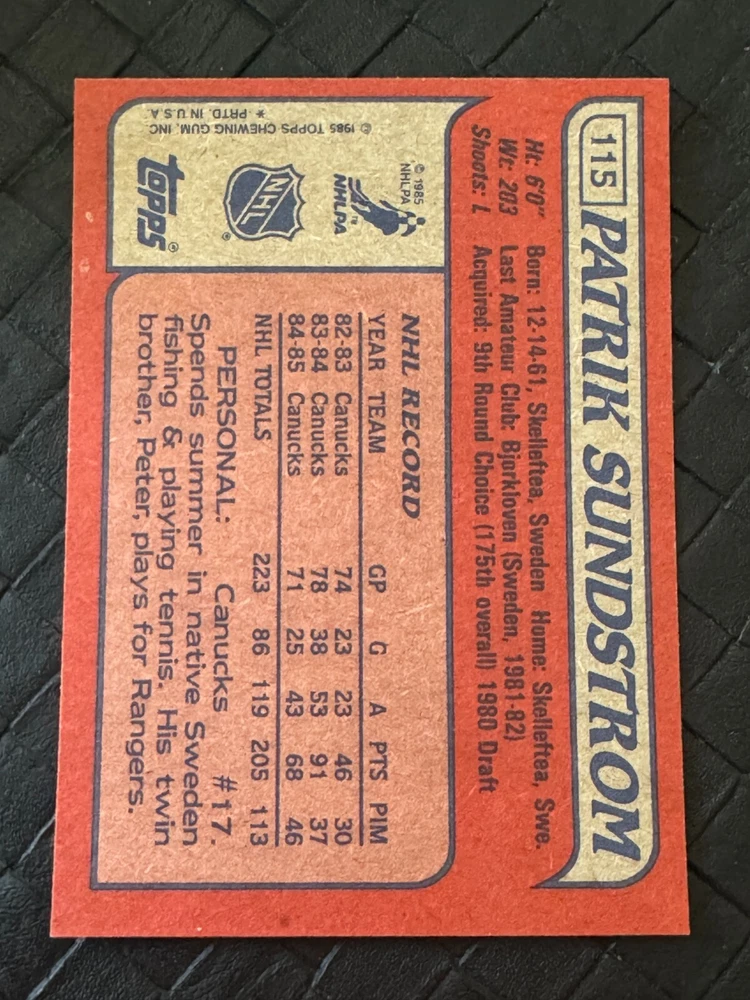 115 PATRIK SUNDSTROM
Ht: 6'0" Born: 12-14-61, Skelleftea, Sweden Home: Skelleftea, Swe.
Wt: 203 Last Amateur Club: Bjorkloven (Sweden, 1981-82)
Shoots: L Acquired: 9th Round Choice (175th overall) 1980 Draft
© 1985
NHLPA
NHLPA
TM
NHL
®
topps®
© 1985 TOPPS CHEWING GUM, INC.
* PRTD. IN U.S.A.
NHL RECORD
YEAR TEAM GP G A PTS PIM
82-83 Canucks 74 23 23 46 30
83-84 Canucks 78 38 53 91 37
84-85 Canucks 71 25 43 68 46
NHL TOTALS 223 86 119 205 113
PERSONAL: Canucks #17.
Spends summer in native Sweden
fishing & playing tennis. His twin
brother, Peter, plays for Rangers.